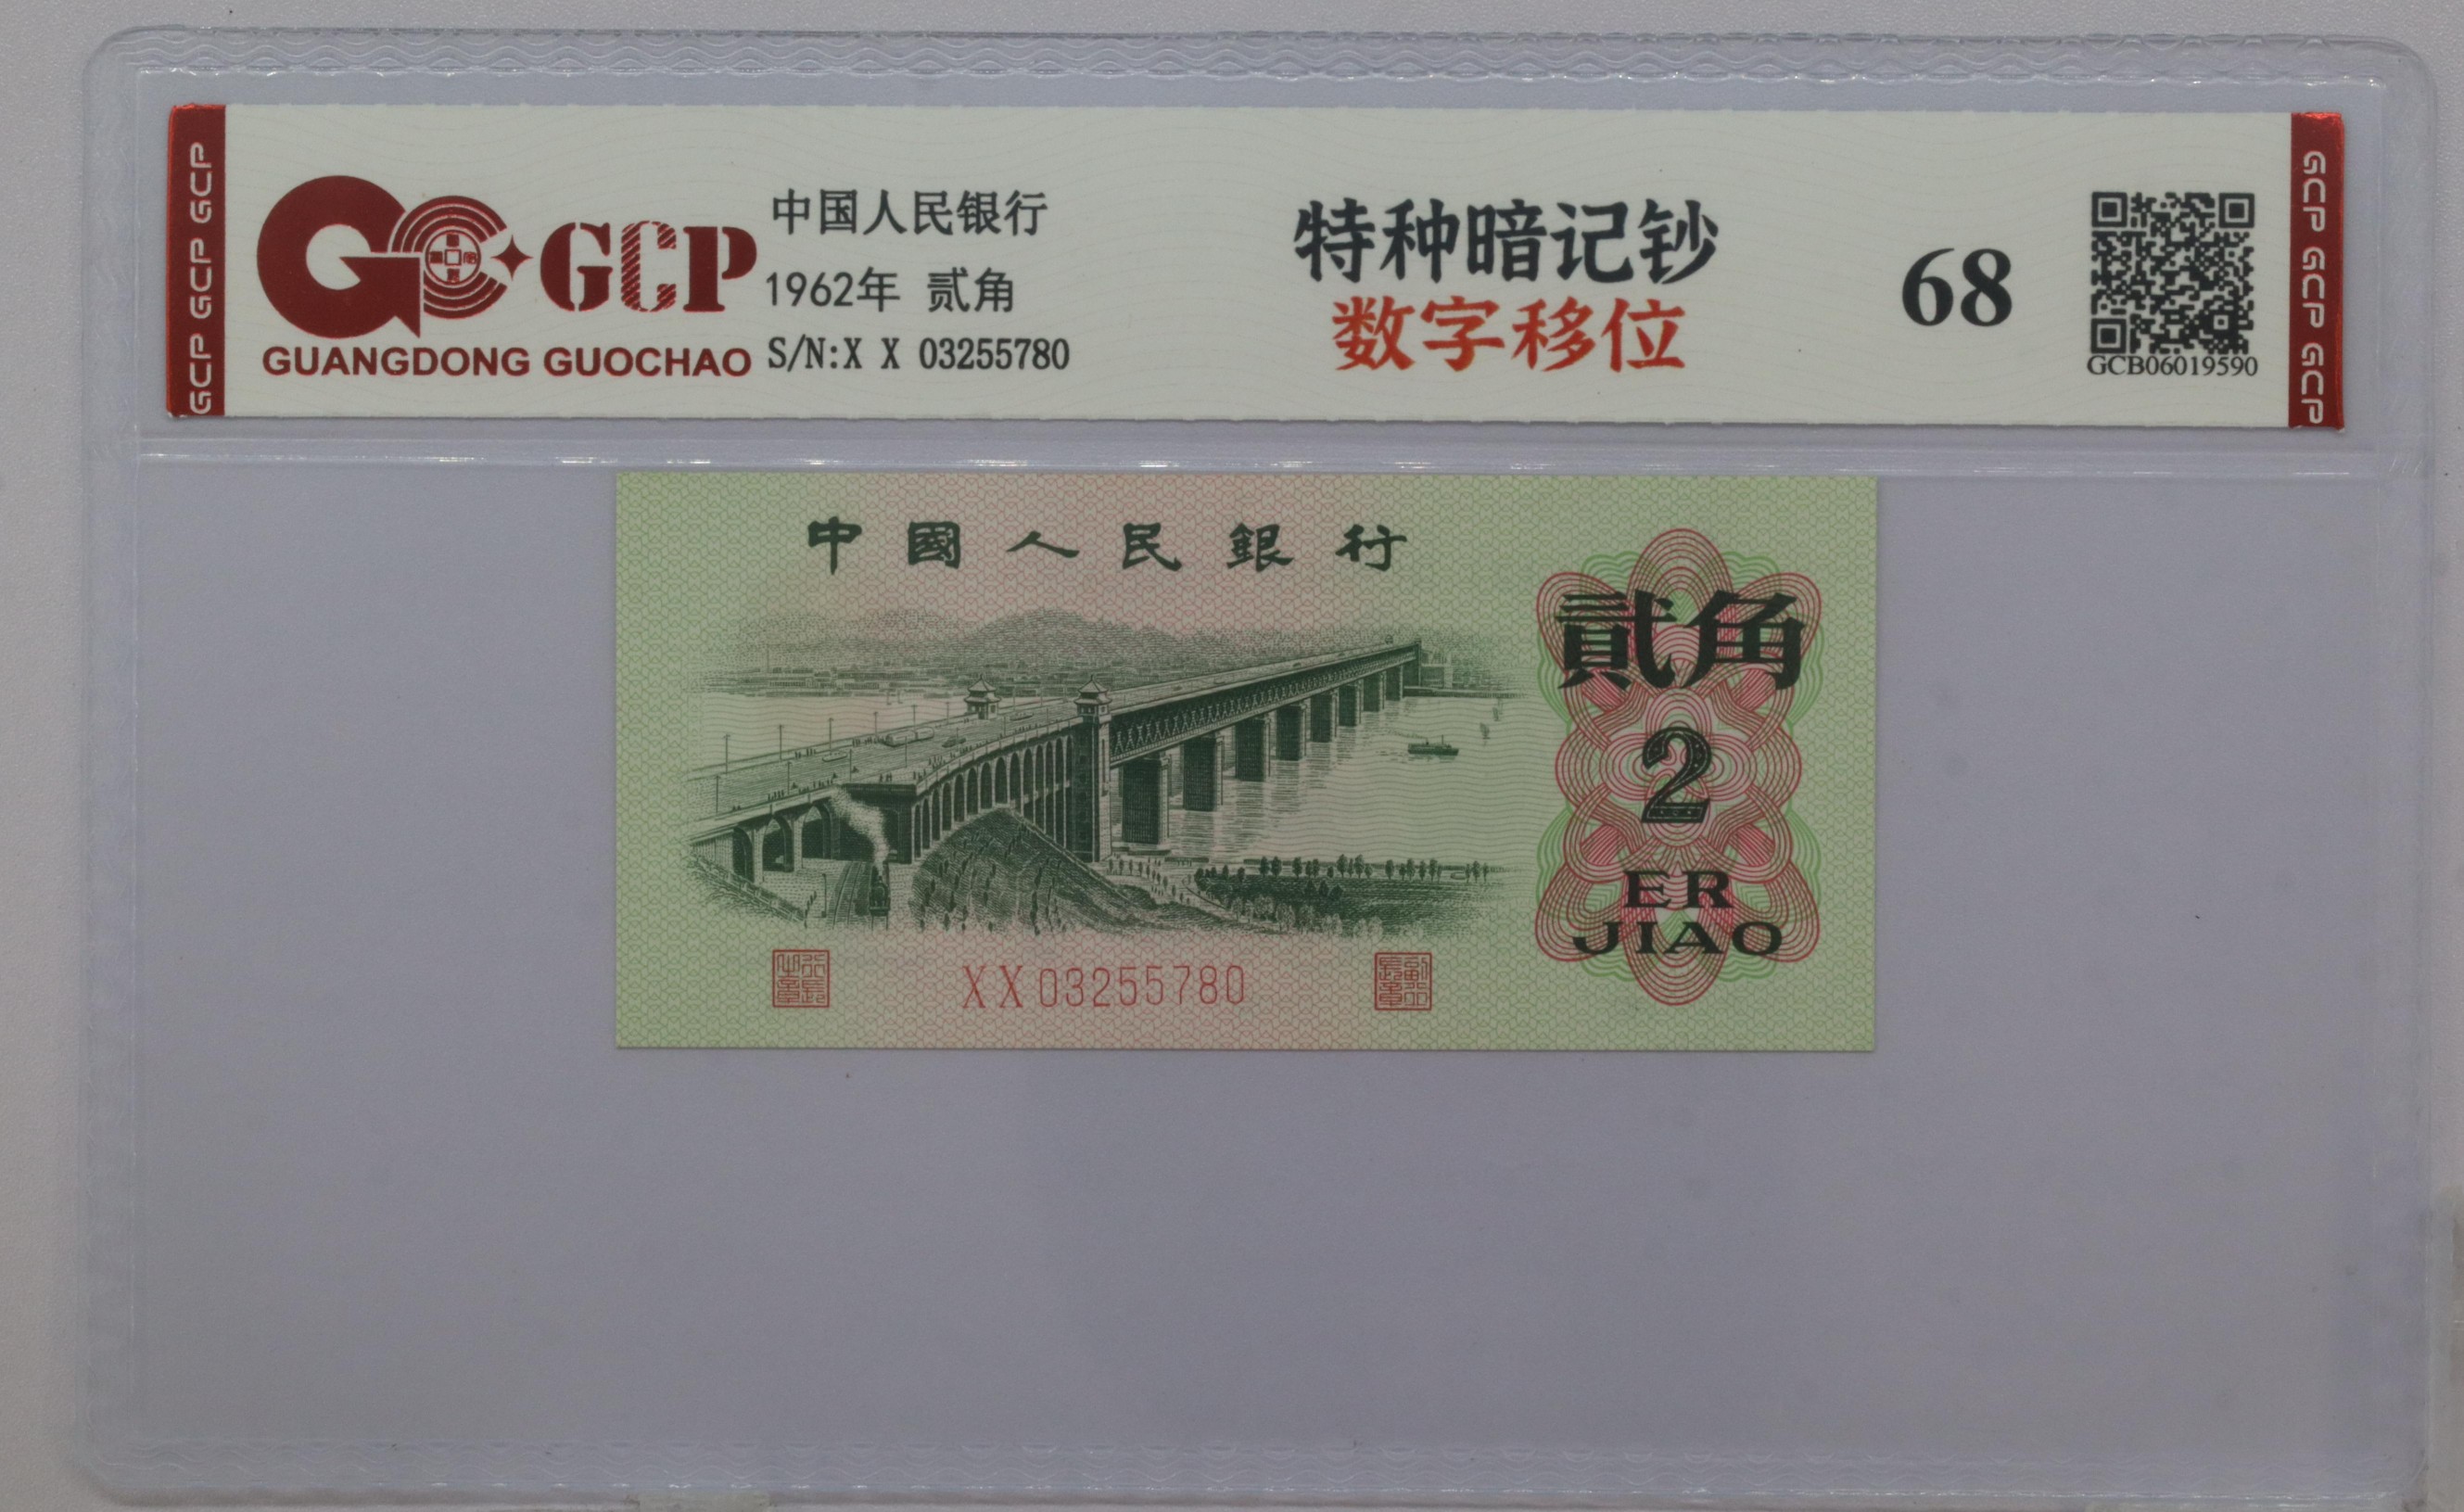 GCP GCP GCP
GCP
GUANGDONG GUOCHAO
中国人民银行
1962年 贰角
S/N:X X 03255780
特种暗记钞
数字移位
68
GCB06019590
GCP GCP GCP
中國人民銀行
貳角
2
ER
JIAO
XX03255780